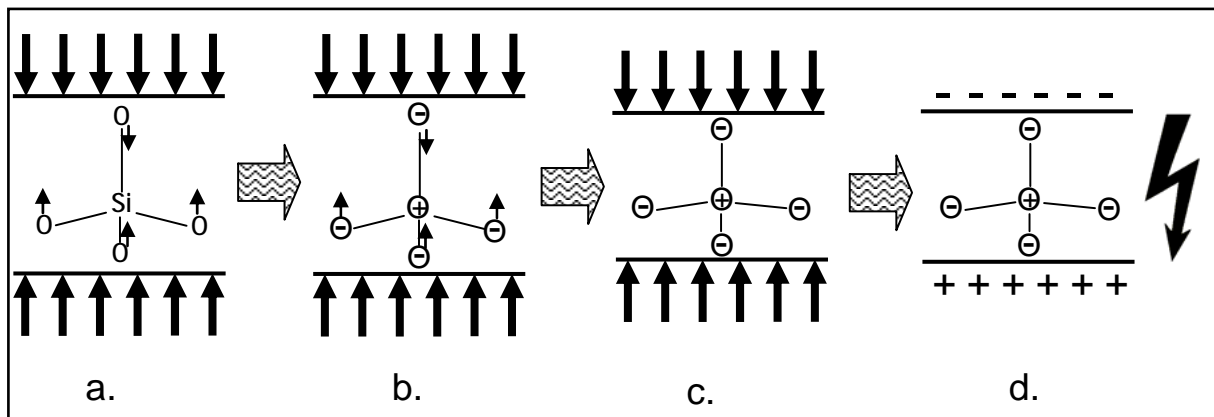 O
Si
O O
O
a.
⊖
⊕
⊖ ⊖
⊖
b.
⊖
⊖ ⊕ ⊖
⊖
c.
- - - - - -
⊖
⊖ ⊕ ⊖
⊖
+ + + + + +
d.